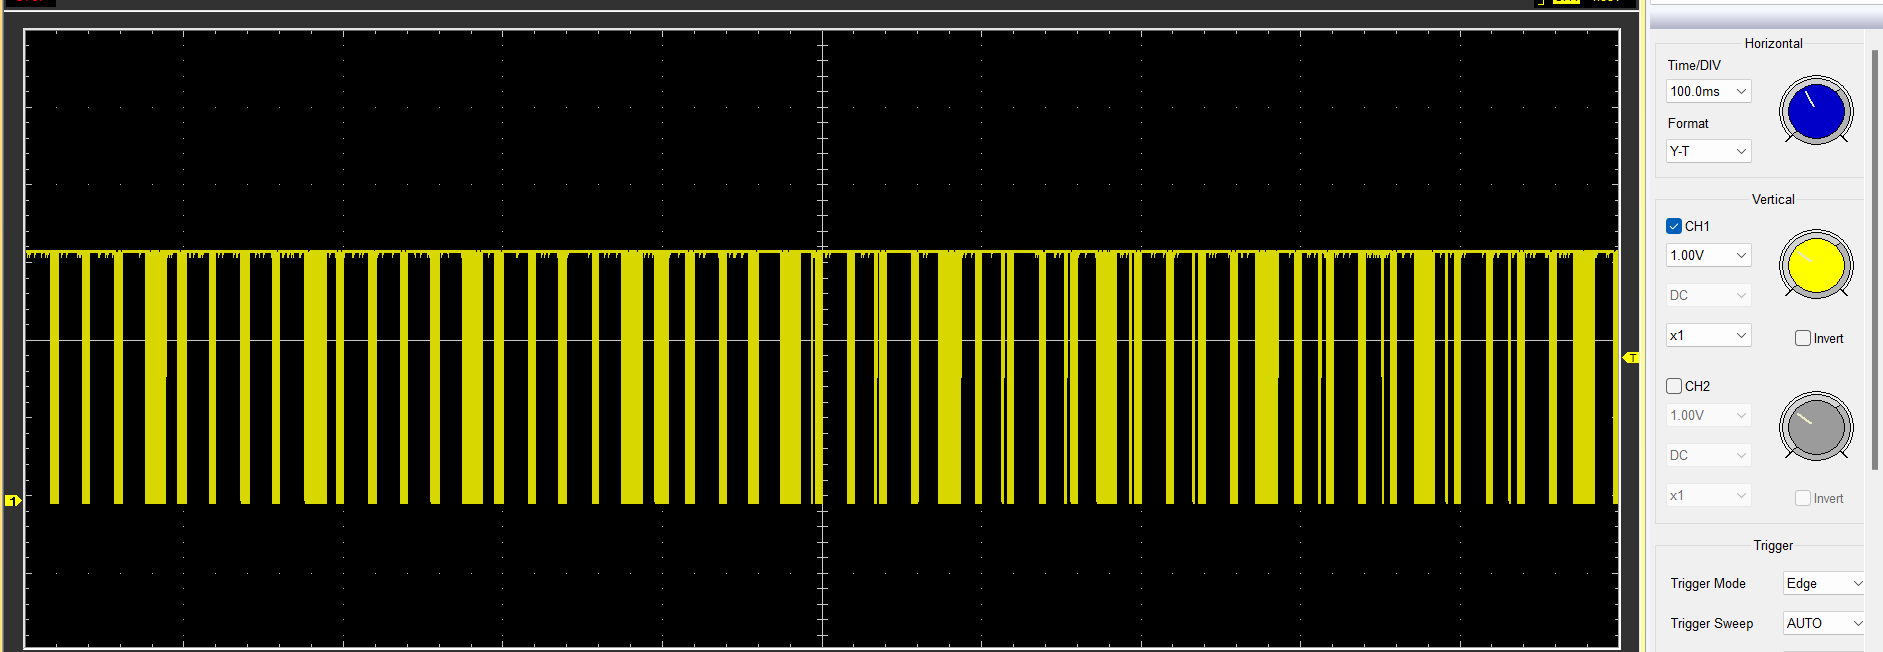 Horizontal
Time/DIV
100.0ms
Format
Y-T
Vertical
CH1
1.00V
DC
x1
Invert
T
CH2
1.00V
DC
x1
Invert
1
Trigger
Trigger Mode
Edge
Trigger Sweep
AUTO